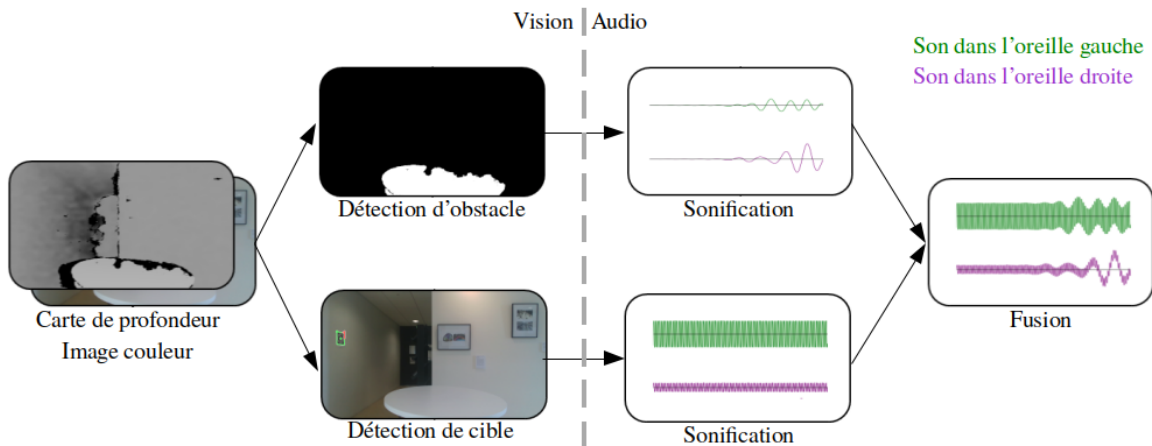 Vision
Audio
Son dans l'oreille gauche
Son dans l'oreille droite
Détection d'obstacle
Sonification
Carte de profondeur
Image couleur
Fusion
Détection de cible
Sonification